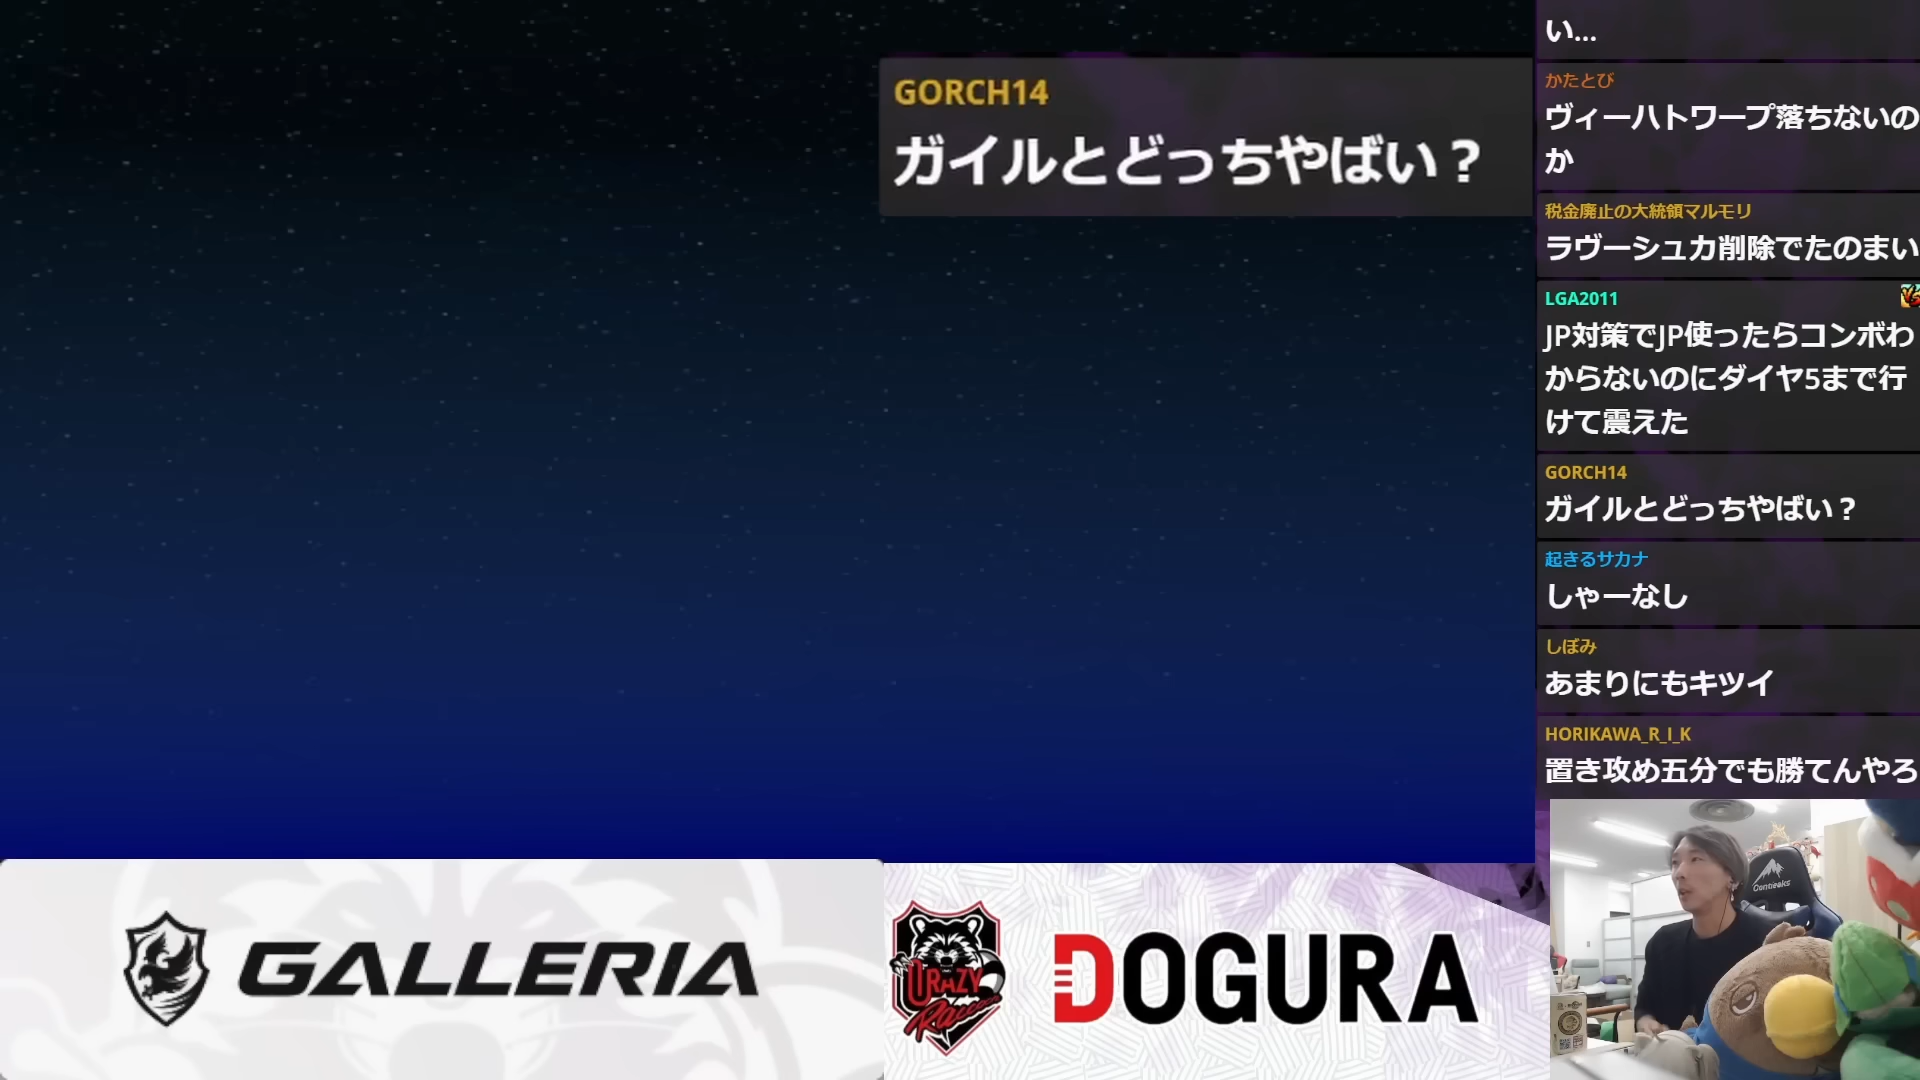 GORCH14
ガイルとどっちやばい？
い...
かたとび
ヴィーハトワープ落ちないの
か
税金廃止の大統領マルモリ
ラヴーシュカ削除でたのまい
LGA2011
JP対策でJP使ったらコンボわ
からないのにダイヤ5まで行
けて震えた
GORCH14
ガイルとどっちやばい？
起きるサカナ
しゃーなし
しぼみ
あまりにもキツイ
HORIKAWA_R_I_K
置き攻め五分でも勝てんやろ
GALLERIA
CRAZY
Raccoon
DOGURA
Contieaks